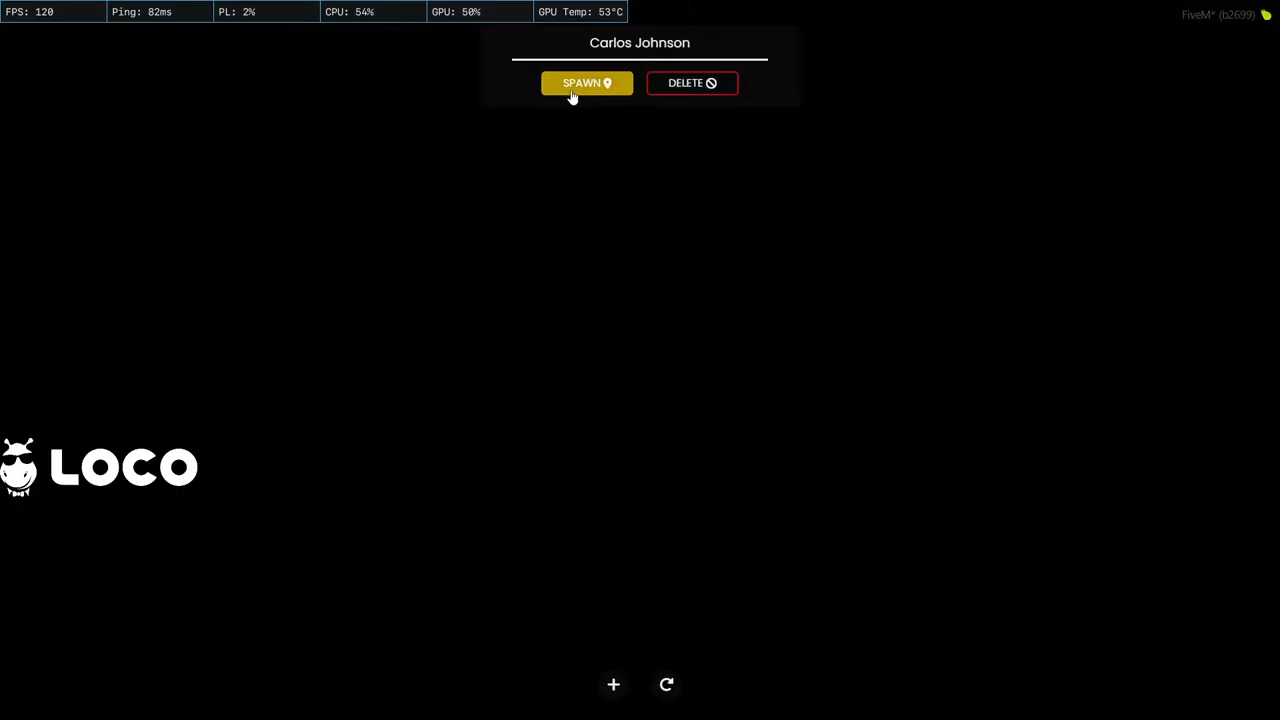 FPS: 120 Ping: 82ms PL: 2% CPU: 54% GPU: 50% GPU Temp: 53°C
FiveM* (b2699)
Carlos Johnson
SPAWN DELETE
LOCO